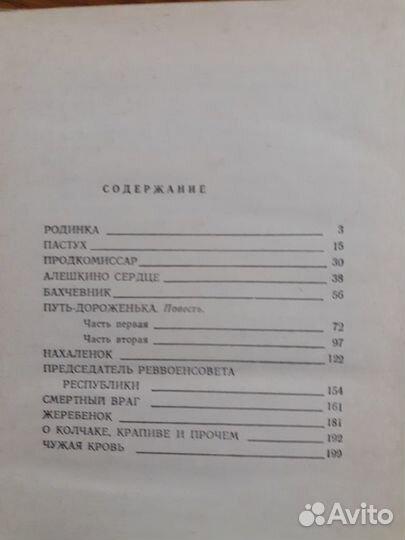 СОДЕРЖАНИЕ
РОДИНКА 3
ПАСТУХ 15
ПРОДКОМИССАР 30
АЛЕШКИНО СЕРДЦЕ 38
БАХЧЕВНИК 56
ПУТЬ-ДОРОЖЕНЬКА. Повесть.
Часть первая 72
Часть вторая 97
НАХАЛЕНОК 122
ПРЕДСЕДАТЕЛЬ РЕВВОЕНСОВЕТА
РЕСПУБЛИКИ 154
СМЕРТНЫЙ ВРАГ 161
ЖЕРЕБЕНОК 181
О КОЛЧАКЕ, КРАПИВЕ И ПРОЧЕМ 192
ЧУЖАЯ КРОВЬ 199
Avito